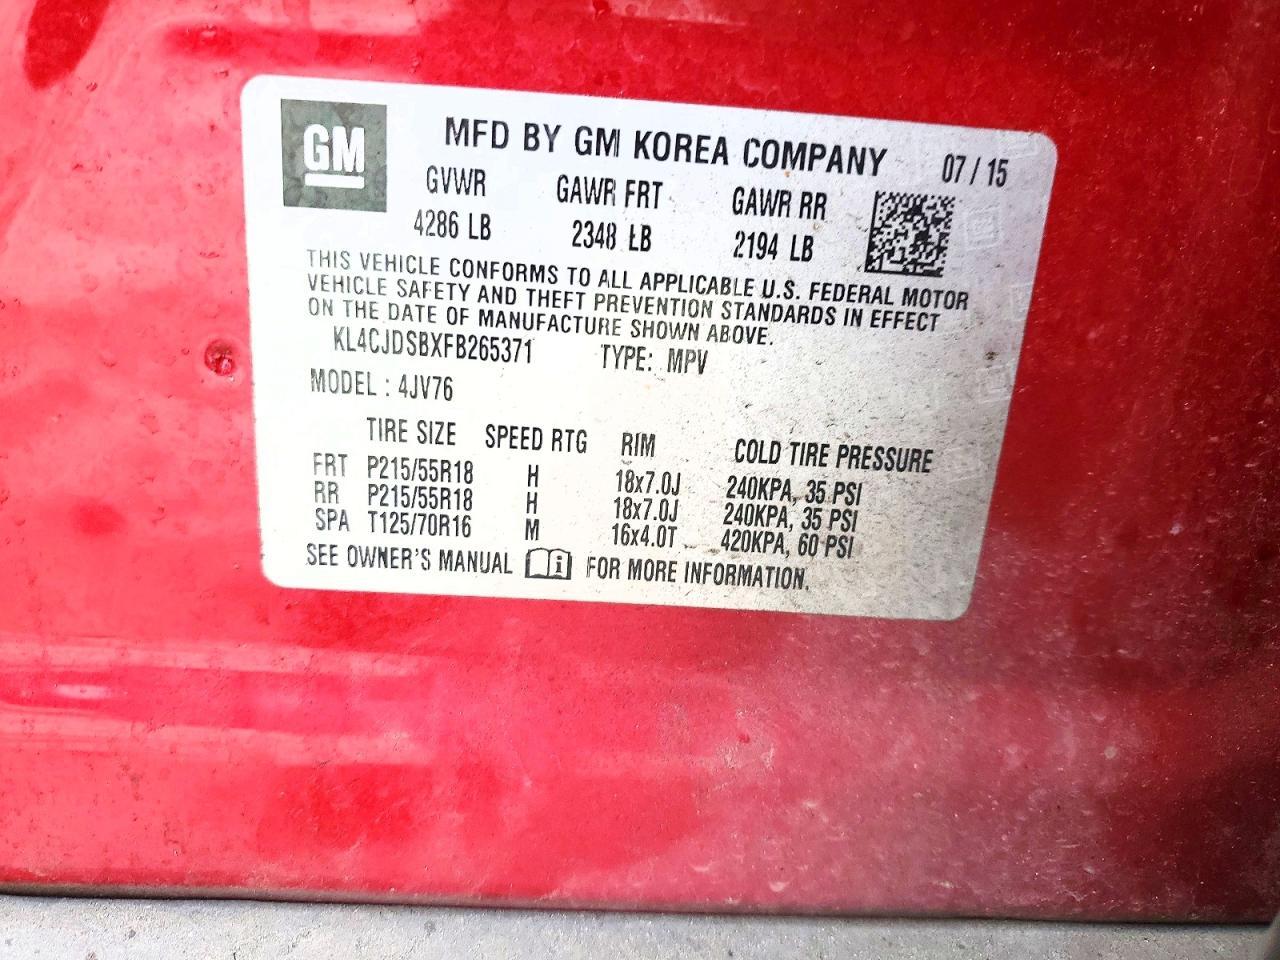 GM
MFD BY GM KOREA COMPANY 07 / 15
GVWR GAWR FRT GAWR RR
4286 LB 2348 LB 2194 LB
THIS VEHICLE CONFORMS TO ALL APPLICABLE U.S. FEDERAL MOTOR
VEHICLE SAFETY AND THEFT PREVENTION STANDARDS IN EFFECT
ON THE DATE OF MANUFACTURE SHOWN ABOVE.
KL4CJDSBXFB265371 TYPE: MPV
MODEL : 4JV76
TIRE SIZE SPEED RTG RIM COLD TIRE PRESSURE
FRT P215/55R18 H 18x7.0J 240KPA, 35 PSI
RR P215/55R18 H 18x7.0J 240KPA, 35 PSI
SPA T125/70R16 M 16x4.0T 420KPA, 60 PSI
SEE OWNER'S MANUAL i FOR MORE INFORMATION.